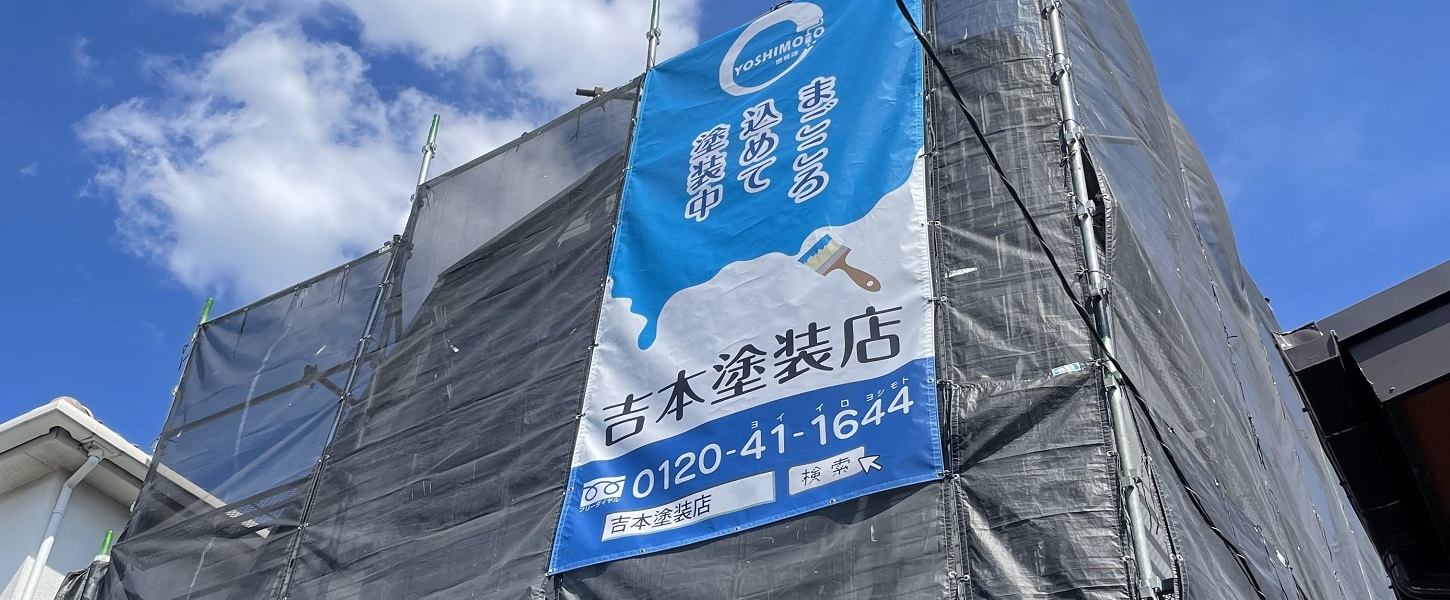 YOSHIMOTO
まごころ
込めて
塗装中
吉本塗装店
ヨイ イロ ヨシモト
0120-41-1644
フリーダイヤル
吉本塗装店
検索